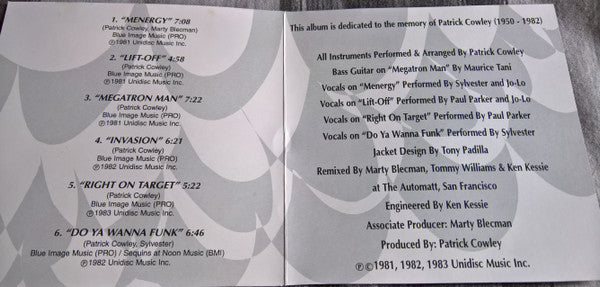 1. "MENERGY" 7:08
(Patrick Cowley, Marty Blecman)
Blue Image Music (PRO)
℗1981 Unidisc Music Inc.
2. "LIFT-OFF" 4:58
(Patrick Cowley)
Blue Image Music (PRO)
℗1981 Unidisc Music Inc.
3. "MEGATRON MAN" 7:22
(Patrick Cowley)
Blue Image Music (PRO)
℗1981 Unidisc Music Inc.
4. "INVASION" 6:21
(Patrick Cowley)
Blue Image Music (PRO)
℗1982 Unidisc Music Inc.
5. "RIGHT ON TARGET" 5:22
(Patrick Cowley)
Blue Image Music (PRO)
℗1983 Unidisc Music Inc.
6. "DO YA WANNA FUNK" 6:46
(Patrick Cowley, Sylvester)
Blue Image Music (PRO) / Sequins at Noon Music (BMI)
℗1982 Unidisc Music Inc.
This album is dedicated to the memory of Patrick Cowley (1950 - 1982)
All Instruments Performed & Arranged By Patrick Cowley
Bass Guitar on "Megatron Man" By Maurice Tani
Vocals on "Menergy" Performed By Sylvester and Jo-Lo
Vocals on "Lift-Off" Performed By Paul Parker and Jo-Lo
Vocals on "Right On Target" Performed By Paul Parker
Vocals on "Do Ya Wanna Funk" Performed By Sylvester
Jacket Design By Tony Padilla
Remixed By Marty Blecman, Tommy Williams & Ken Kessie
at The Automatt, San Francisco
Engineered By Ken Kessie
Associate Producer: Marty Blecman
Produced By: Patrick Cowley
℗©1981, 1982, 1983 Unidisc Music Inc.